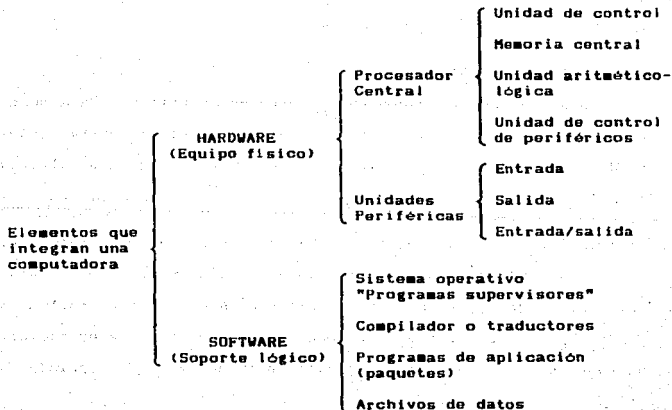 Elementos que
integran una
computadora
HARDWARE
(Equipo físico)
Procesador
Central
Unidad de control
Memoria central
Unidad aritmético-
lógica
Unidad de control
de periféricos
Unidades
Periféricas
Entrada
Salida
Entrada/salida
SOFTWARE
(Soporte lógico)
Sistema operativo
"Programas supervisores"
Compilador o traductores
Programas de aplicación
(paquetes)
Archivos de datos